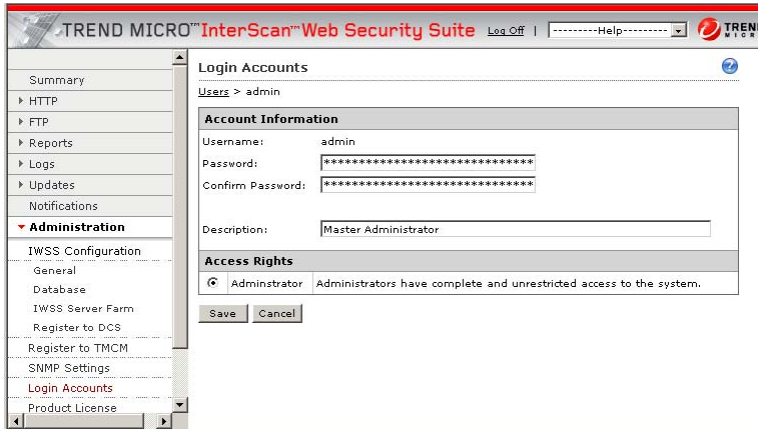 TREND MICRO™ InterScan™ Web Security Suite Log Off | ---------Help---------
Summary
HTTP
FTP
Reports
Logs
Updates
Notifications
Administration
IWSS Configuration
General
Database
IWSS Server Farm
Register to DCS
Register to TMCM
SNMP Settings
Login Accounts
Product License
Login Accounts
Users > admin
Account Information
Username: admin
Password: ******************************
Confirm Password: ******************************
Description: Master Administrator
Access Rights
Adminstrator Administrators have complete and unrestricted access to the system.
Save Cancel